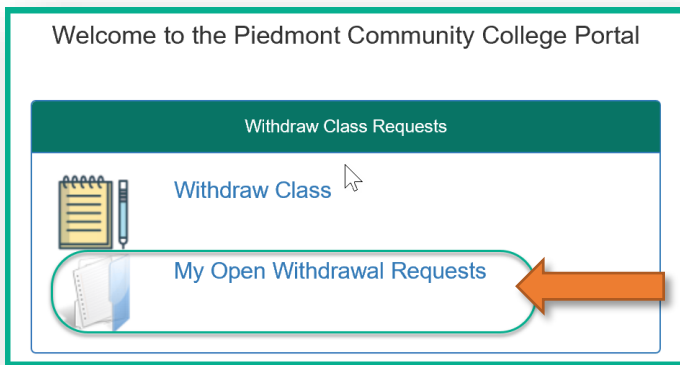 Welcome to the Piedmont Community College Portal
Withdraw Class Requests
Withdraw Class
My Open Withdrawal Requests